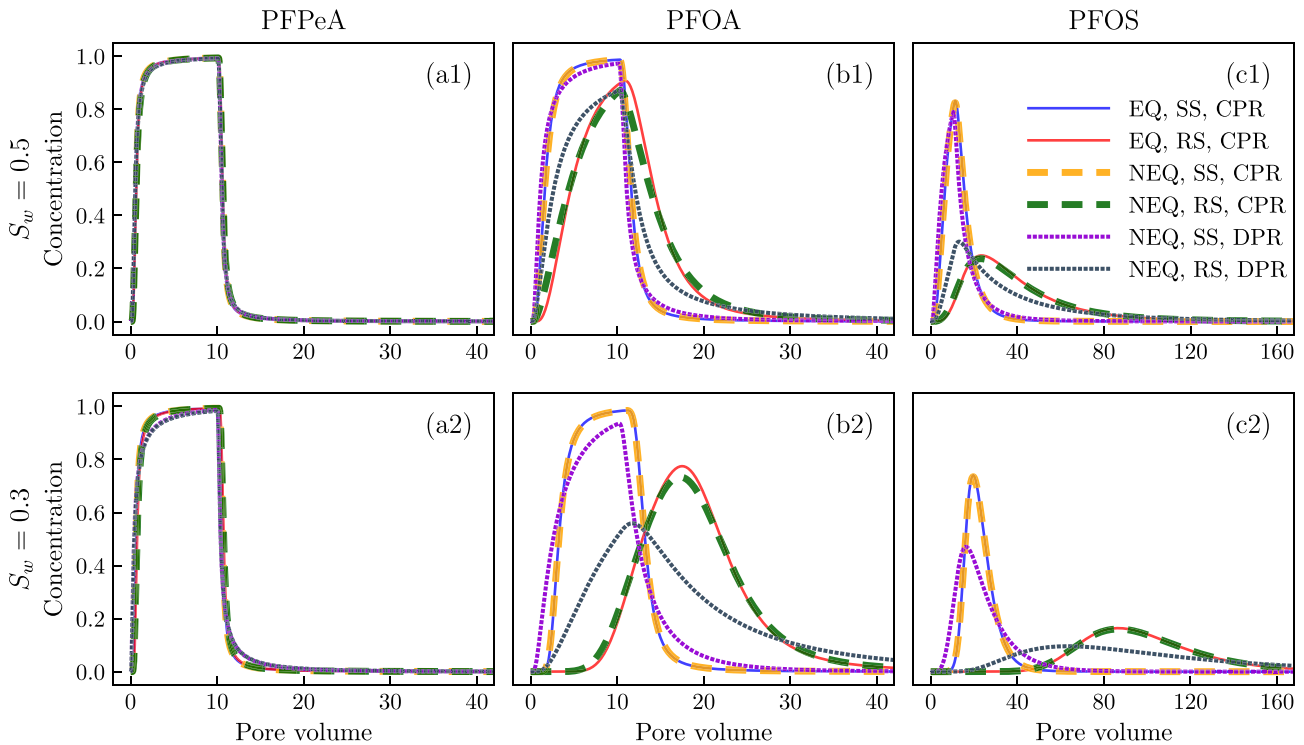 PFPeA
PFOA
PFOS
S_w = 0.5
Concentration
1.0
0.8
0.6
0.4
0.2
0.0
(a1)
0 10 20 30 40
(b1)
0 10 20 30 40
(c1)
EQ, SS, CPR
EQ, RS, CPR
NEQ, SS, CPR
NEQ, RS, CPR
NEQ, SS, DPR
NEQ, RS, DPR
0 40 80 120 160
S_w = 0.3
Concentration
1.0
0.8
0.6
0.4
0.2
0.0
(a2)
0 10 20 30 40
Pore volume
(b2)
0 10 20 30 40
Pore volume
(c2)
0 40 80 120 160
Pore volume